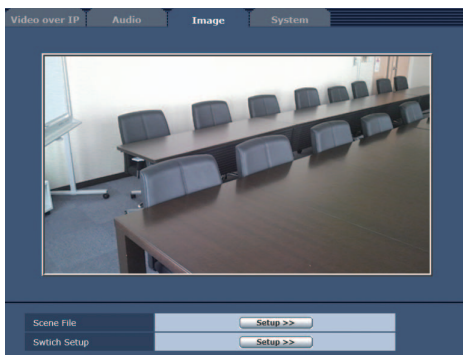 Video over IP Audio Image System
Scene File Setup >>
Swtich Setup Setup >>